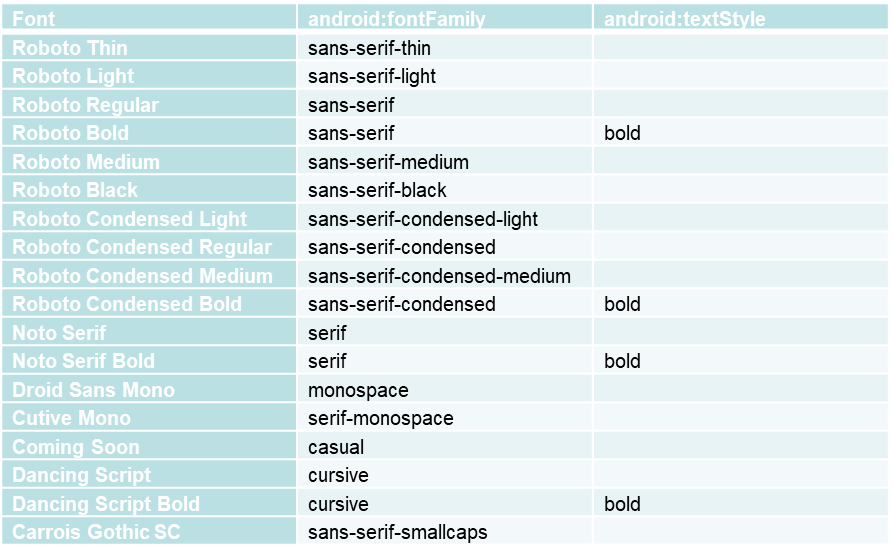 Font android:fontFamily android:textStyle
Roboto Thin sans-serif-thin
Roboto Light sans-serif-light
Roboto Regular sans-serif
Roboto Bold sans-serif bold
Roboto Medium sans-serif-medium
Roboto Black sans-serif-black
Roboto Condensed Light sans-serif-condensed-light
Roboto Condensed Regular sans-serif-condensed
Roboto Condensed Medium sans-serif-condensed-medium
Roboto Condensed Bold sans-serif-condensed bold
Noto Serif serif
Noto Serif Bold serif bold
Droid Sans Mono monospace
Cutive Mono serif-monospace
Coming Soon casual
Dancing Script cursive
Dancing Script Bold cursive bold
Carrois Gothic SC sans-serif-smallcaps